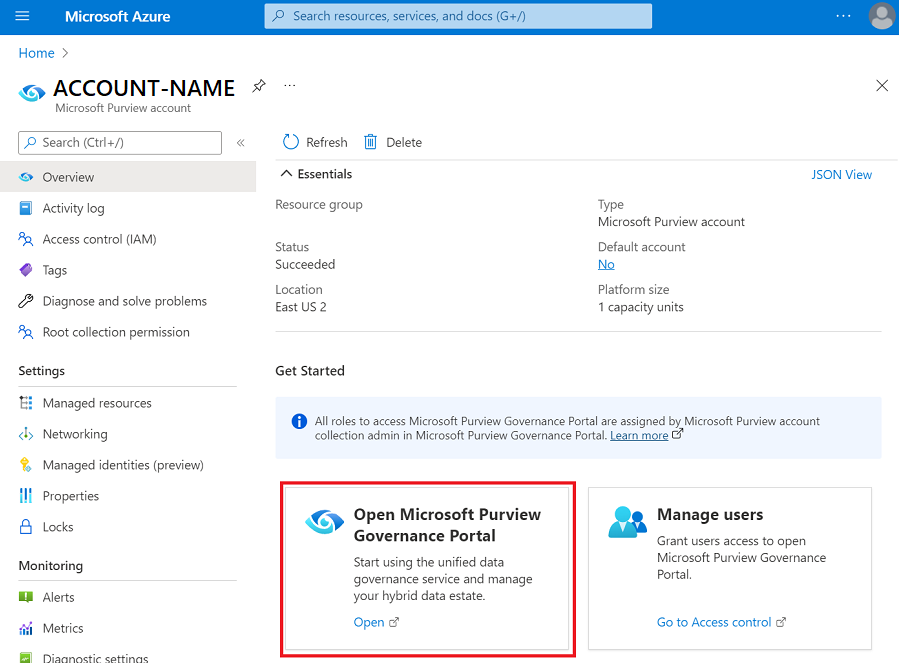 Microsoft Azure
Search resources, services, and docs (G+/)
...
Home >
ACCOUNT-NAME ...
Microsoft Purview account
Search (Ctrl+/) «
Overview
Activity log
Access control (IAM)
Tags
Diagnose and solve problems
Root collection permission
Settings
Managed resources
Networking
Managed identities (preview)
Properties
Locks
Monitoring
Alerts
Metrics
Diagnostic settings
Refresh Delete
Essentials JSON View
Resource group
Status
Succeeded
Location
East US 2
Type
Microsoft Purview account
Default account
No
Platform size
1 capacity units
Get Started
All roles to access Microsoft Purview Governance Portal are assigned by Microsoft Purview account
collection admin in Microsoft Purview Governance Portal. Learn more
Open Microsoft Purview
Governance Portal
Start using the unified data
governance service and manage
your hybrid data estate.
Open
Manage users
Grant users access to open
Microsoft Purview Governance
Portal.
Go to Access control